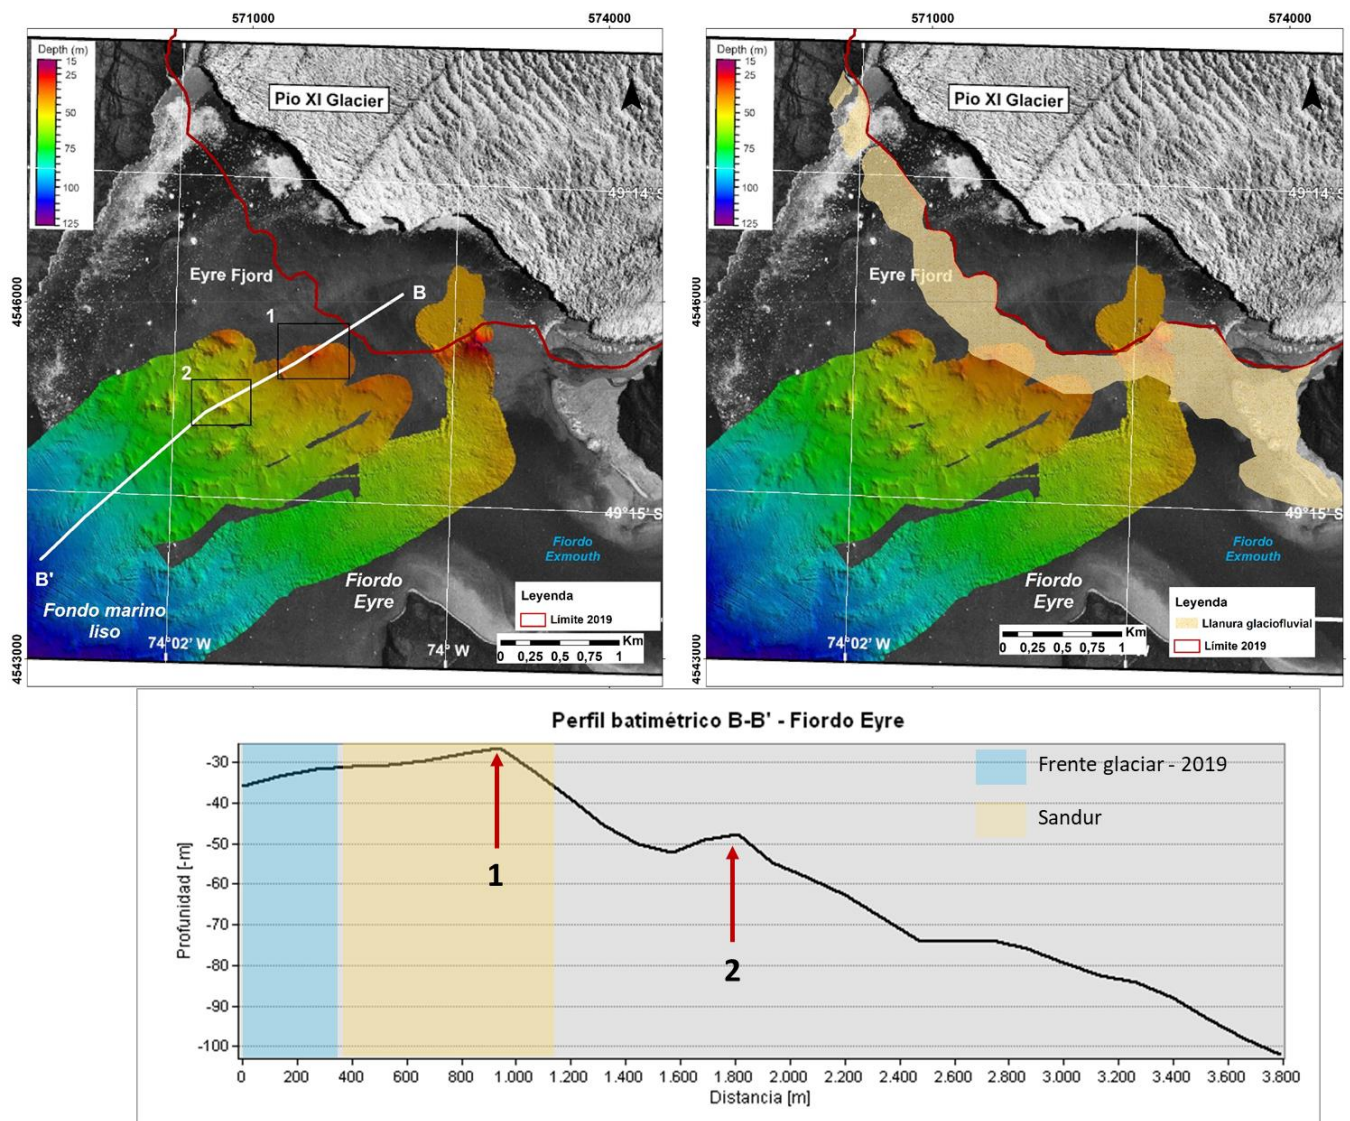 571000
574000
Depth (m)
15
25
50
75
100
125
Pio XI Glacier
49°14' S
4546000
Eyre Fjord
B
1
2
49°15' S
Fiordo
Exmouth
B'
Fiordo
Eyre
Fondo marino
liso
Leyenda
Límite 2019
74°02' W
74° W
Km
0 0,25 0,5 0,75 1
4543000
571000
574000
Depth (m)
15
25
50
75
100
125
Pio XI Glacier
49°14' S
4546000
Eyre Fjord
49°15' S
Fiordo
Exmouth
Fiordo
Eyre
Leyenda
Llanura glaciofluvial
Límite 2019
74°02' W
Km
0 0,25 0,5 0,75 1
4543000
Perfil batimétrico B-B' - Fiordo Eyre
Profunidad [-m]
-30
-40
-50
-60
-70
-80
-90
-100
Frente glaciar - 2019
Sandur
1
2
0 200 400 600 800 1.000 1.200 1.400 1.600 1.800 2.000 2.200 2.400 2.600 2.800 3.000 3.200 3.400 3.600 3.800
Distancia [m]